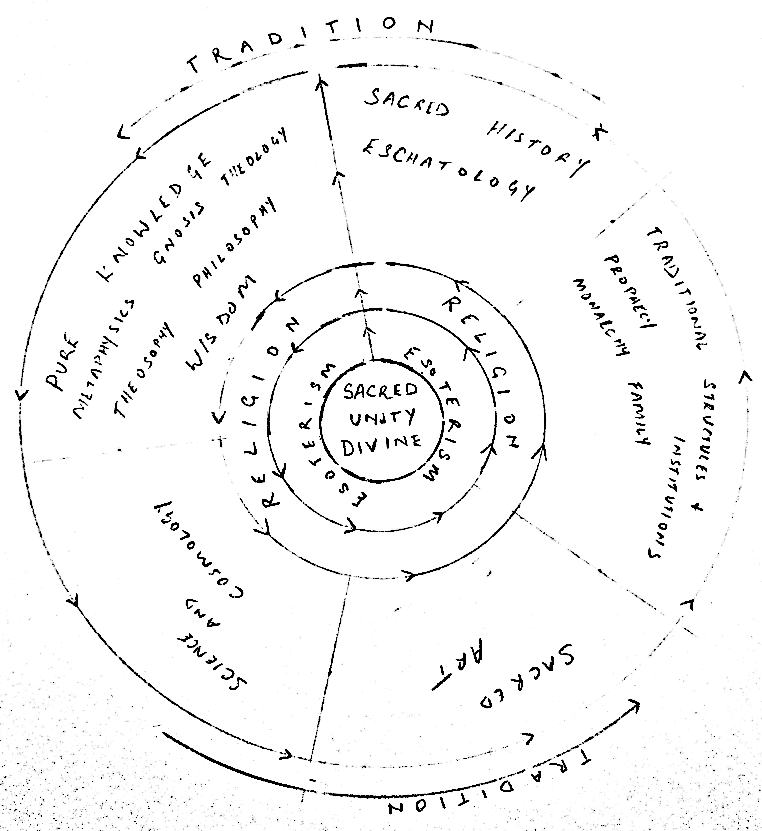 TRADITION
SACRED HISTORY
ESCHATOLOGY
TRADITIONAL STRUCTURES +
INSTITUTIONS
PROPHECY
MONARCHY FAMILY
PURE KNOWLEDGE
METAPHYSICS GNOSIS THEOLOGY
THEOSOPHY PHILOSOPHY
WISDOM
RELIGION
RELIGION
ESOTERISM
ESOTERISM
SACRED
UNITY
DIVINE
SCIENCE
AND
COSMOLOGY
SACRED
ART
TRADITION